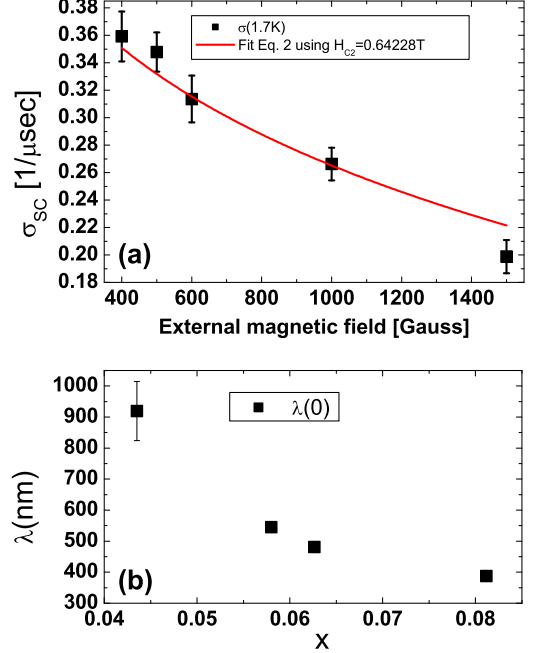 0.38
0.36
0.34
0.32
0.30
0.28
0.26
0.24
0.22
0.20
0.18
σSC [1/μsec]
σ(1.7K)
Fit Eq. 2 using HC2=0.64228T
(a)
400 600 800 1000 1200 1400
External magnetic field [Gauss]
1000
900
800
700
600
500
400
300
λ(nm)
λ(0)
(b)
0.04 0.05 0.06 0.07 0.08
X